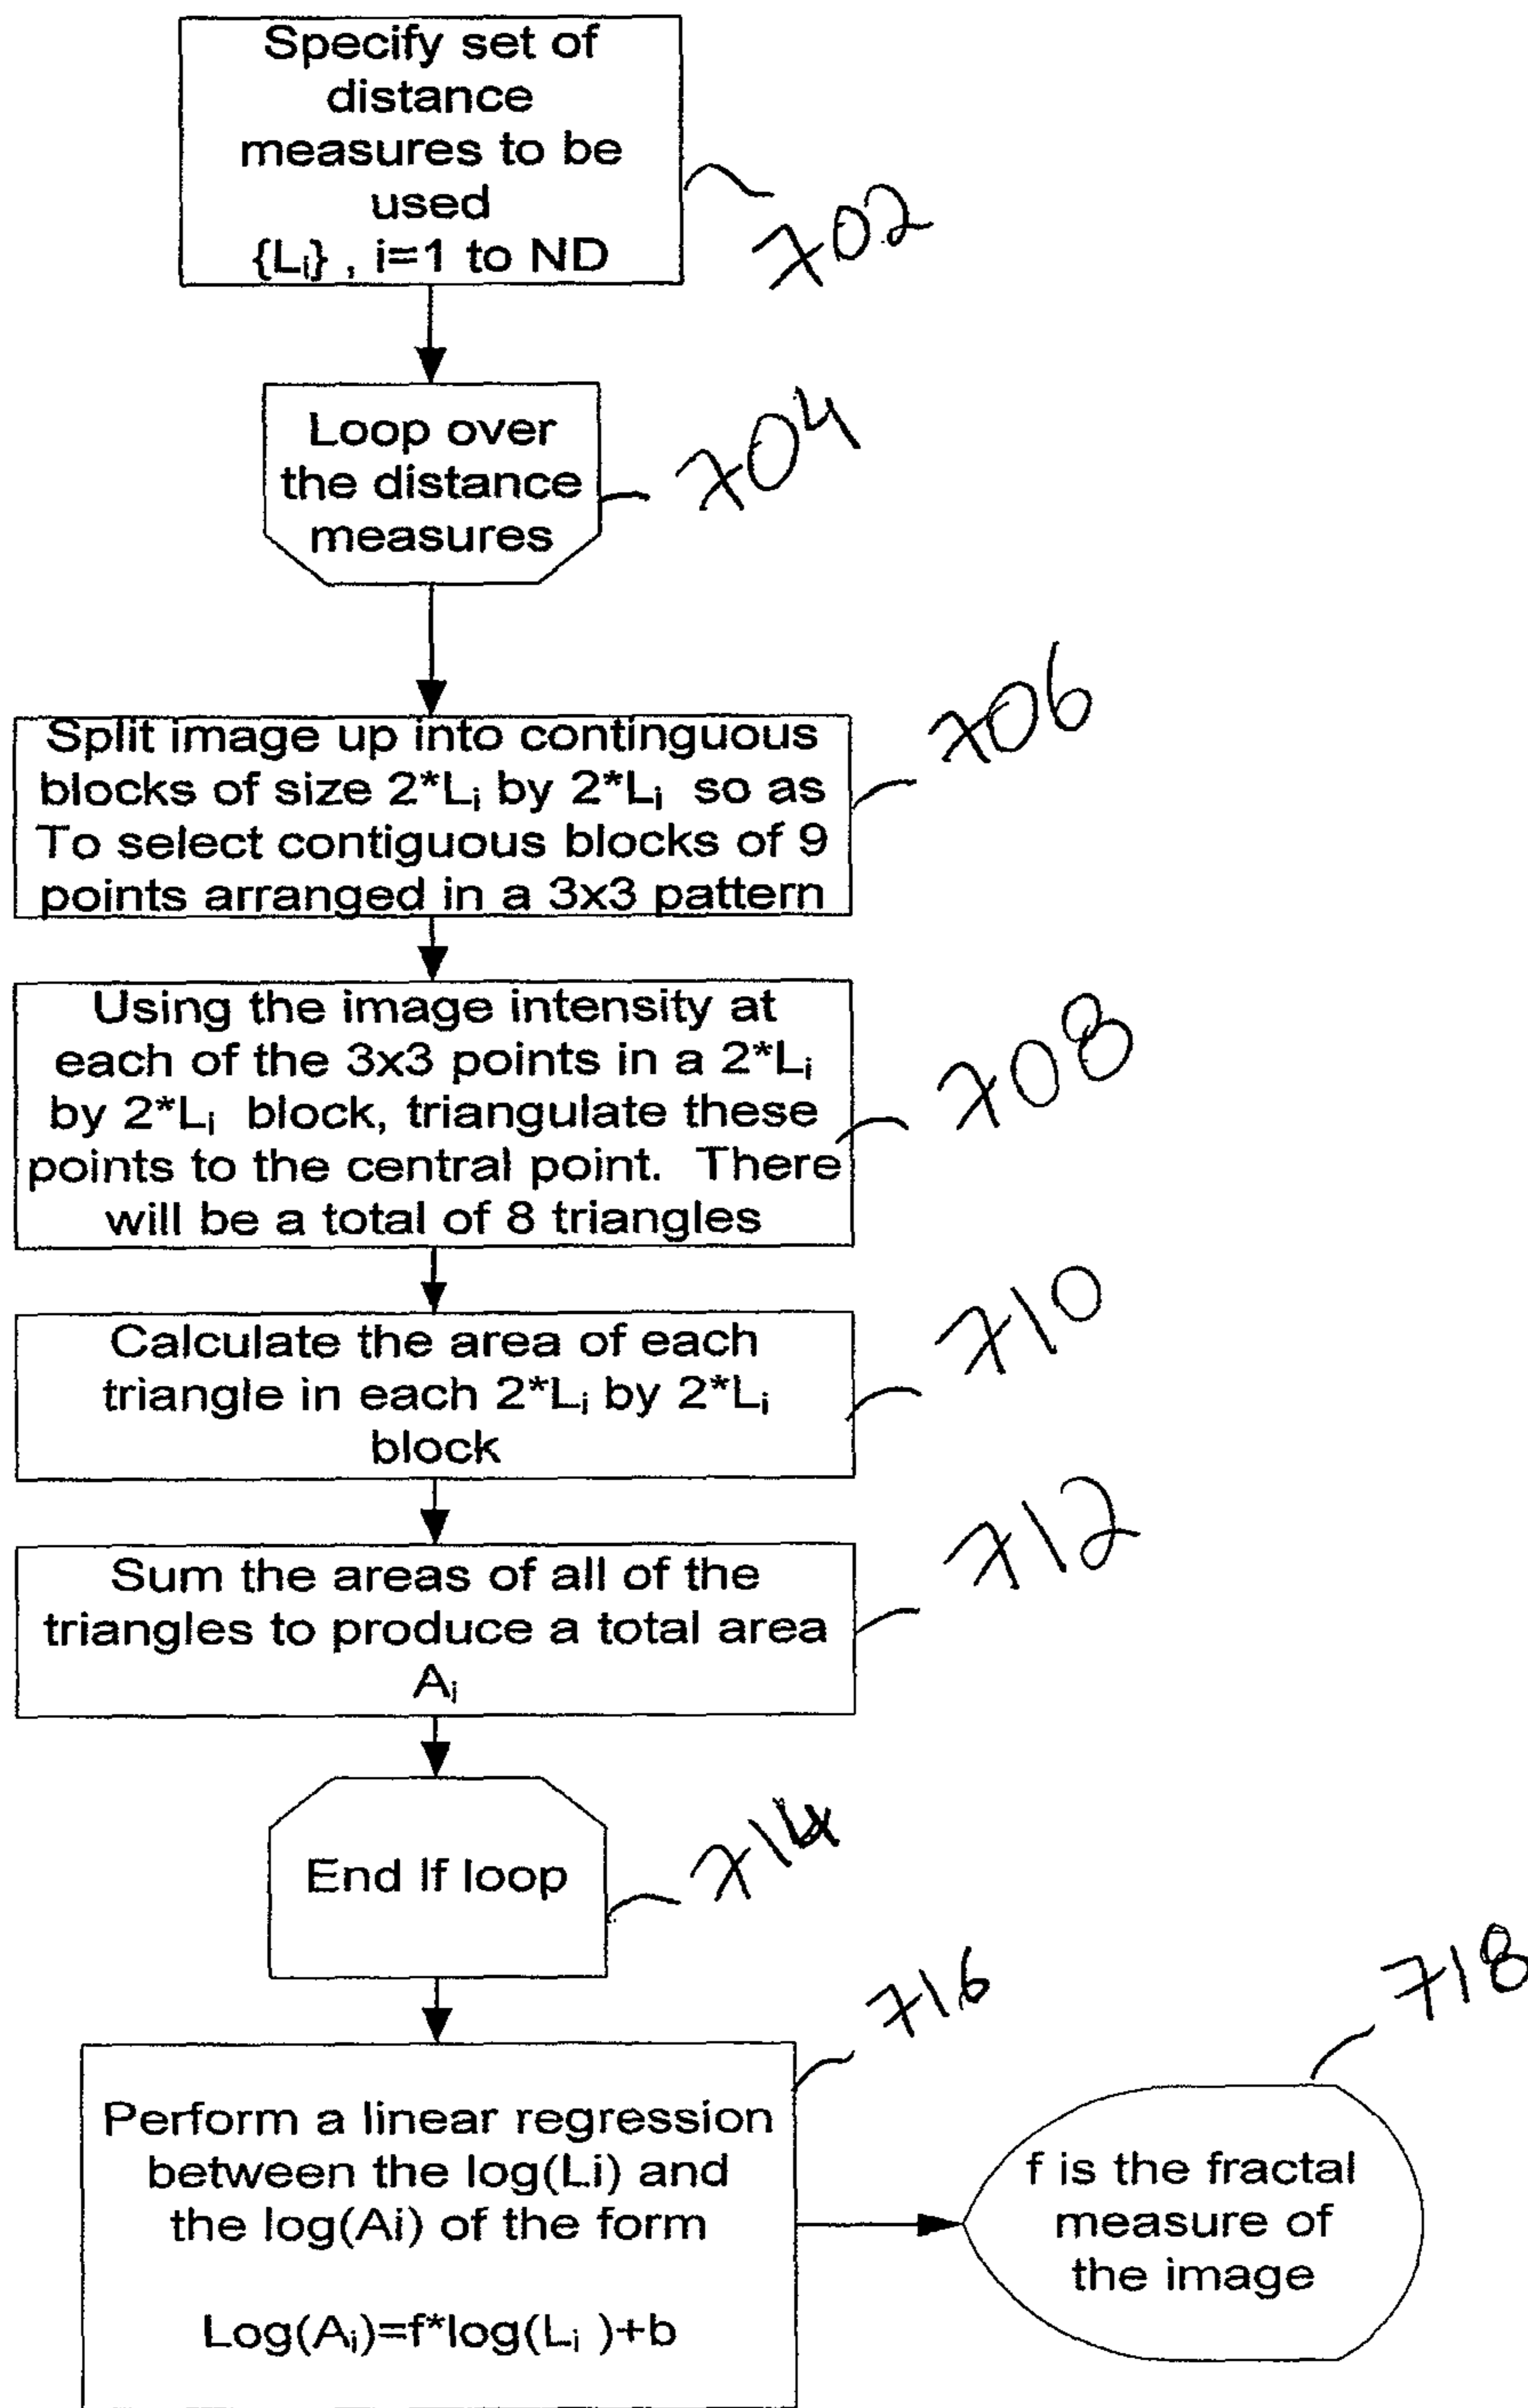 Specify set of
distance
measures to be
used
{Li} , i=1 to ND
702
Loop over
the distance
measures
704
Split image up into continguous
blocks of size 2*Li by 2*Li so as
To select contiguous blocks of 9
points arranged in a 3x3 pattern
706
Using the image intensity at
each of the 3x3 points in a 2*Li
by 2*Li block, triangulate these
points to the central point. There
will be a total of 8 triangles
708
Calculate the area of each
triangle in each 2*Li by 2*Li
block
710
Sum the areas of all of the
triangles to produce a total area
Ai
712
End lf loop
714
Perform a linear regression
between the log(Li) and
the log(Ai) of the form
Log(Ai)=f*log(Li )+b
716
f is the fractal
measure of
the image
718